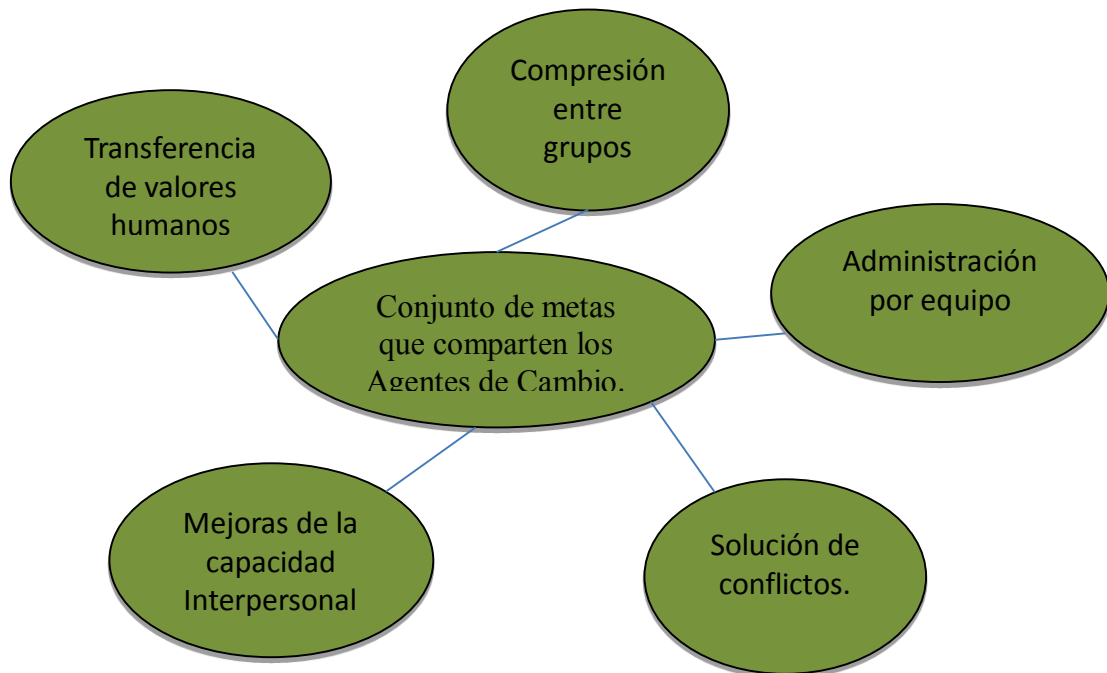 Compresión
entre
grupos
Transferencia
de valores
humanos
Administración
por equipo
Conjunto de metas
que comparten los
Agentes de Cambio.
Mejoras de la
capacidad
Interpersonal
Solución de
conflictos.